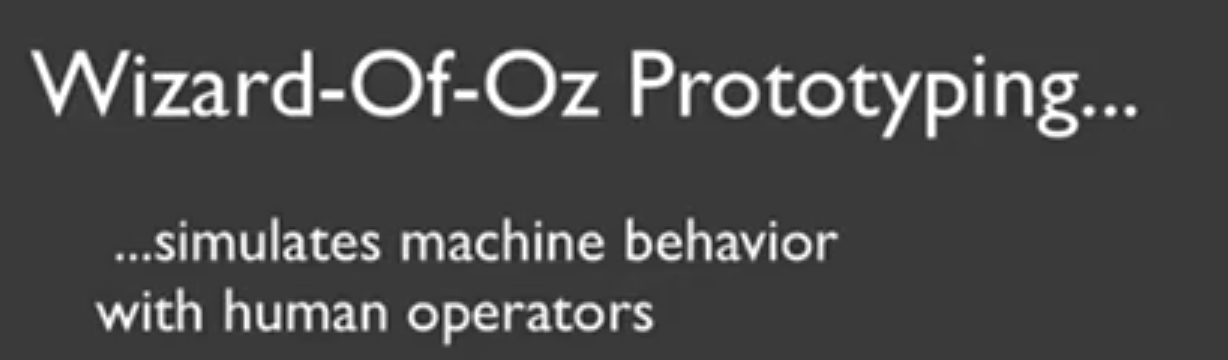 Wizard-Of-Oz Prototyping...
...simulates machine behavior
with human operators